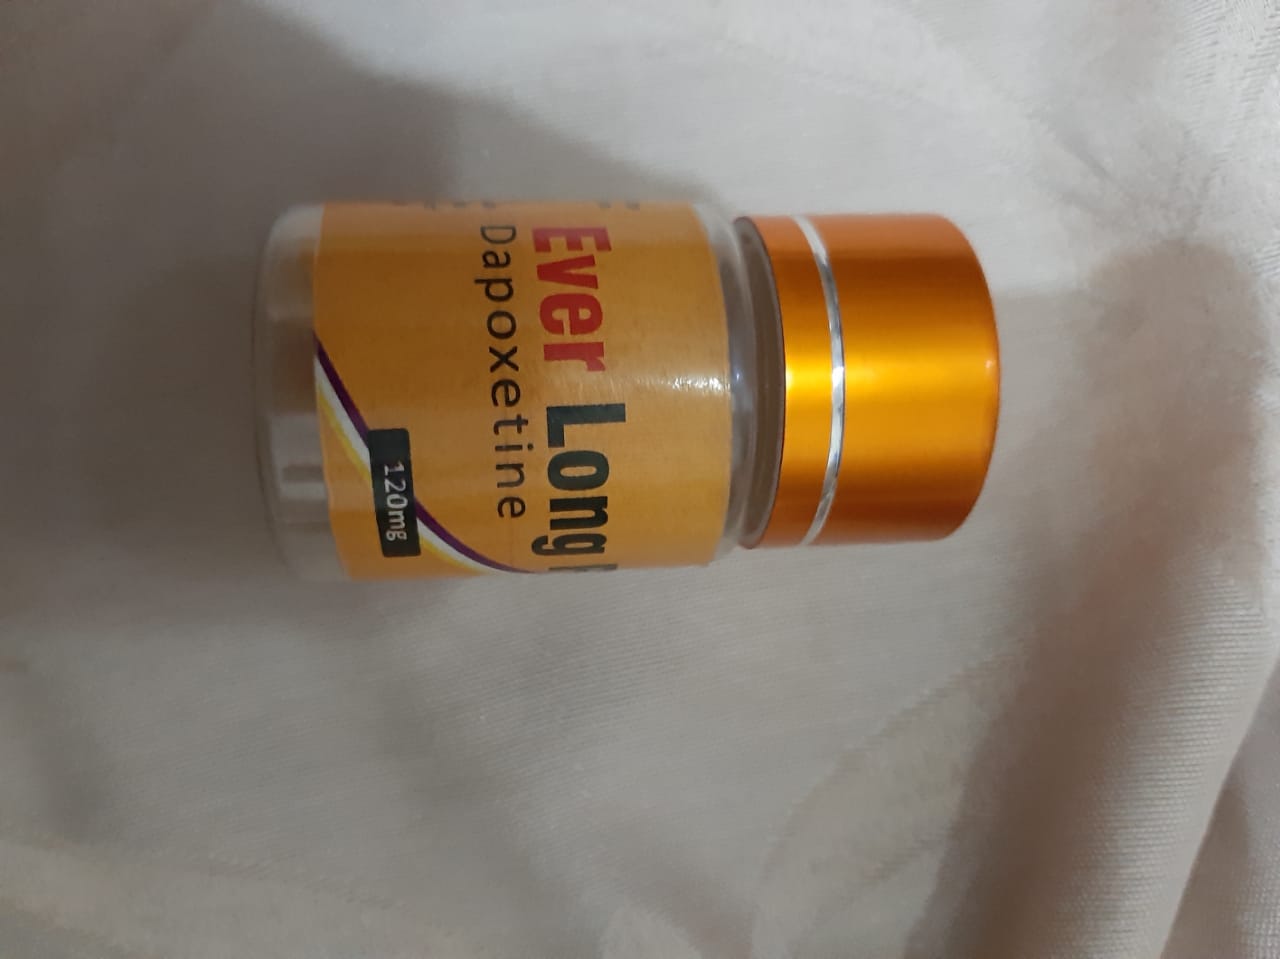 Ever Long
Dapoxetine
120mg